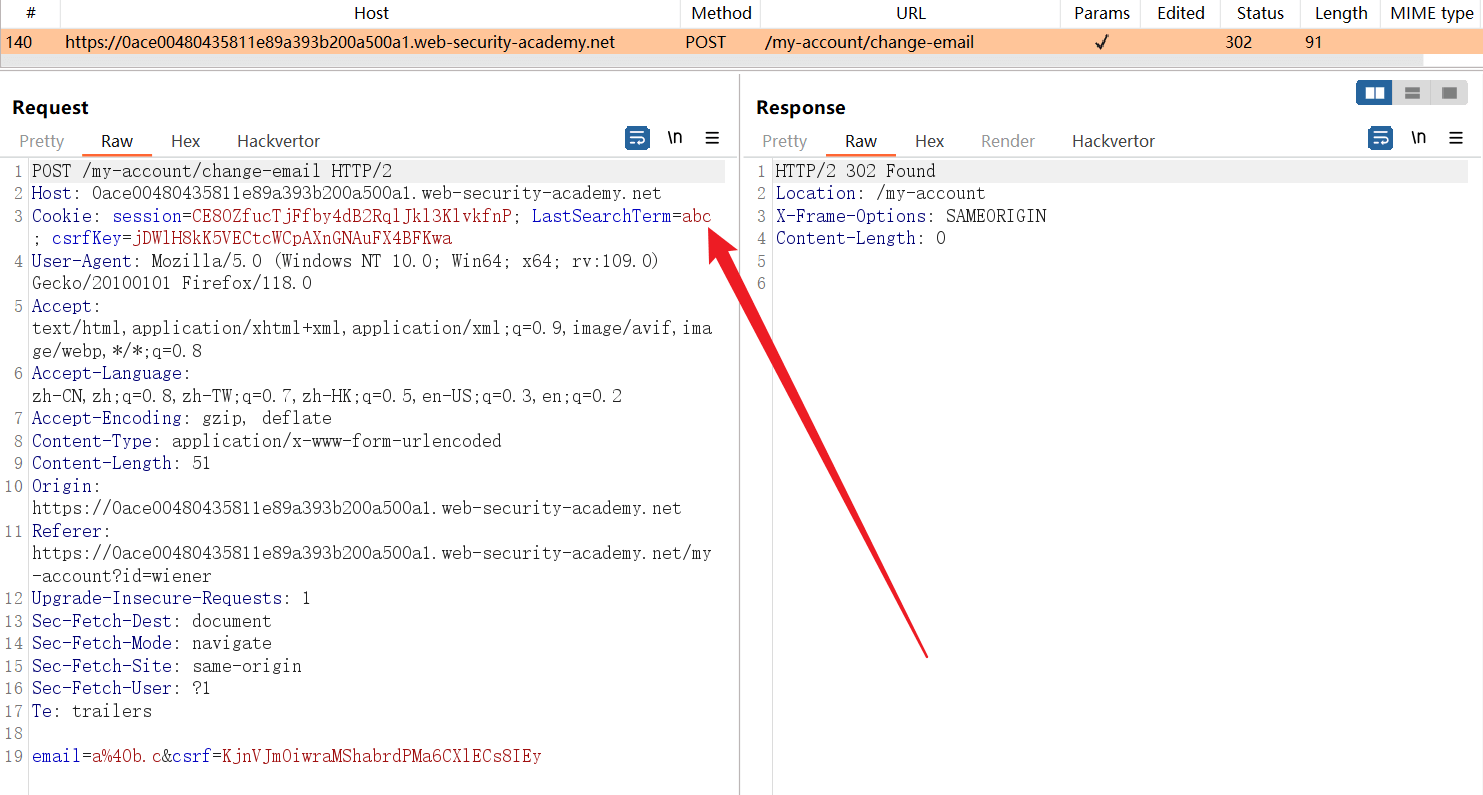 # Host Method URL Params Edited Status Length MIME type
140 https://0ace00480435811e89a393b200a500a1.web-security-academy.net POST /my-account/change-email ✓ 302 91
Request
Pretty Raw Hex Hackvertor \n
1 POST /my-account/change-email HTTP/2
2 Host: 0ace00480435811e89a393b200a500a1.web-security-academy.net
3 Cookie: session=CE80ZfucTjFfby4dB2RqlJkl3KlvkfnP; LastSearchTerm=abc
; csrfKey=jDWlH8kK5VECtcWCpAXnGNAuFX4BFKwa
4 User-Agent: Mozilla/5.0 (Windows NT 10.0; Win64; x64; rv:109.0)
Gecko/20100101 Firefox/118.0
5 Accept:
text/html,application/xhtml+xml,application/xml;q=0.9,image/avif,ima
ge/webp,*/*;q=0.8
6 Accept-Language:
zh-CN,zh;q=0.8,zh-TW;q=0.7,zh-HK;q=0.5,en-US;q=0.3,en;q=0.2
7 Accept-Encoding: gzip, deflate
8 Content-Type: application/x-www-form-urlencoded
9 Content-Length: 51
10 Origin:
https://0ace00480435811e89a393b200a500a1.web-security-academy.net
11 Referer:
https://0ace00480435811e89a393b200a500a1.web-security-academy.net/my
-account?id=wiener
12 Upgrade-Insecure-Requests: 1
13 Sec-Fetch-Dest: document
14 Sec-Fetch-Mode: navigate
15 Sec-Fetch-Site: same-origin
16 Sec-Fetch-User: ?1
17 Te: trailers
18
19 email=a%40b.c&csrf=KjnVJmOiwraMShabrdPMa6CXlECs8IEy
Response
Pretty Raw Hex Render Hackvertor \n
1 HTTP/2 302 Found
2 Location: /my-account
3 X-Frame-Options: SAMEORIGIN
4 Content-Length: 0
5
6